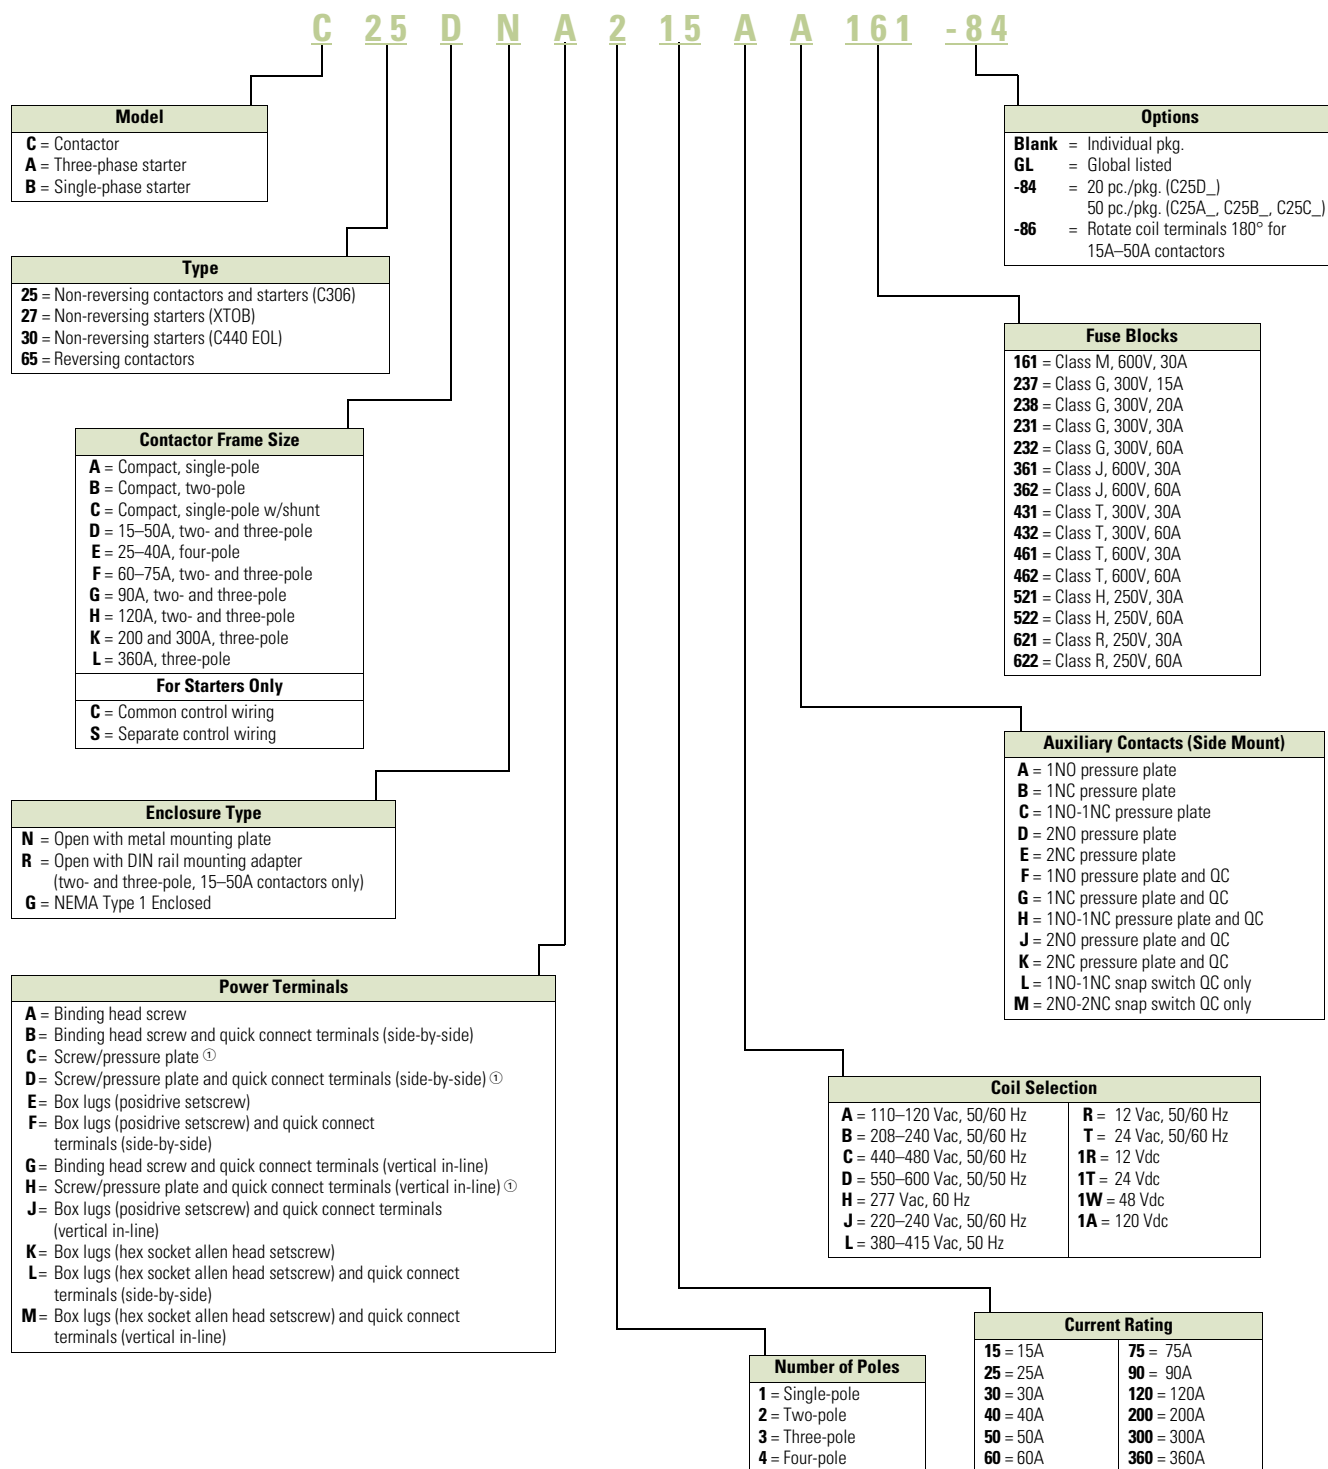 C 25 D N A 2 15 A A 161 -84
Model
C = Contactor
A = Three-phase starter
B = Single-phase starter
Type
25 = Non-reversing contactors and starters (C306)
27 = Non-reversing starters (XTOB)
30 = Non-reversing starters (C440 EOL)
65 = Reversing contactors
Contactor Frame Size
A = Compact, single-pole
B = Compact, two-pole
C = Compact, single-pole w/shunt
D = 15–50A, two- and three-pole
E = 25–40A, four-pole
F = 60–75A, two- and three-pole
G = 90A, two- and three-pole
H = 120A, two- and three-pole
K = 200 and 300A, three-pole
L = 360A, three-pole
For Starters Only
C = Common control wiring
S = Separate control wiring
Enclosure Type
N = Open with metal mounting plate
R = Open with DIN rail mounting adapter
(two- and three-pole, 15–50A contactors only)
G = NEMA Type 1 Enclosed
Power Terminals
A = Binding head screw
B = Binding head screw and quick connect terminals (side-by-side)
C = Screw/pressure plate ①
D = Screw/pressure plate and quick connect terminals (side-by-side) ①
E = Box lugs (posidrive setscrew)
F = Box lugs (posidrive setscrew) and quick connect
terminals (side-by-side)
G = Binding head screw and quick connect terminals (vertical in-line)
H = Screw/pressure plate and quick connect terminals (vertical in-line) ①
J = Box lugs (posidrive setscrew) and quick connect terminals
(vertical in-line)
K = Box lugs (hex socket allen head setscrew)
L = Box lugs (hex socket allen head setscrew) and quick connect
terminals (side-by-side)
M = Box lugs (hex socket allen head setscrew) and quick connect
terminals (vertical in-line)
Options
Blank = Individual pkg.
GL = Global listed
-84 = 20 pc./pkg. (C25D_)
50 pc./pkg. (C25A_, C25B_, C25C_)
-86 = Rotate coil terminals 180° for
15A–50A contactors
Fuse Blocks
161 = Class M, 600V, 30A
237 = Class G, 300V, 15A
238 = Class G, 300V, 20A
231 = Class G, 300V, 30A
232 = Class G, 300V, 60A
361 = Class J, 600V, 30A
362 = Class J, 600V, 60A
431 = Class T, 300V, 30A
432 = Class T, 300V, 60A
461 = Class T, 600V, 30A
462 = Class T, 600V, 60A
521 = Class H, 250V, 30A
522 = Class H, 250V, 60A
621 = Class R, 250V, 30A
622 = Class R, 250V, 60A
Auxiliary Contacts (Side Mount)
A = 1NO pressure plate
B = 1NC pressure plate
C = 1NO-1NC pressure plate
D = 2NO pressure plate
E = 2NC pressure plate
F = 1NO pressure plate and QC
G = 1NC pressure plate and QC
H = 1NO-1NC pressure plate and QC
J = 2NO pressure plate and QC
K = 2NC pressure plate and QC
L = 1NO-1NC snap switch QC only
M = 2NO-2NC snap switch QC only
Coil Selection
A = 110–120 Vac, 50/60 Hz
B = 208–240 Vac, 50/60 Hz
C = 440–480 Vac, 50/60 Hz
D = 550–600 Vac, 50/50 Hz
H = 277 Vac, 60 Hz
J = 220–240 Vac, 50/60 Hz
L = 380–415 Vac, 50 Hz
R = 12 Vac, 50/60 Hz
T = 24 Vac, 50/60 Hz
1R = 12 Vdc
1T = 24 Vdc
1W = 48 Vdc
1A = 120 Vdc
Number of Poles
1 = Single-pole
2 = Two-pole
3 = Three-pole
4 = Four-pole
Current Rating
15 = 15A
25 = 25A
30 = 30A
40 = 40A
50 = 50A
60 = 60A
75 = 75A
90 = 90A
120 = 120A
200 = 200A
300 = 300A
360 = 360A